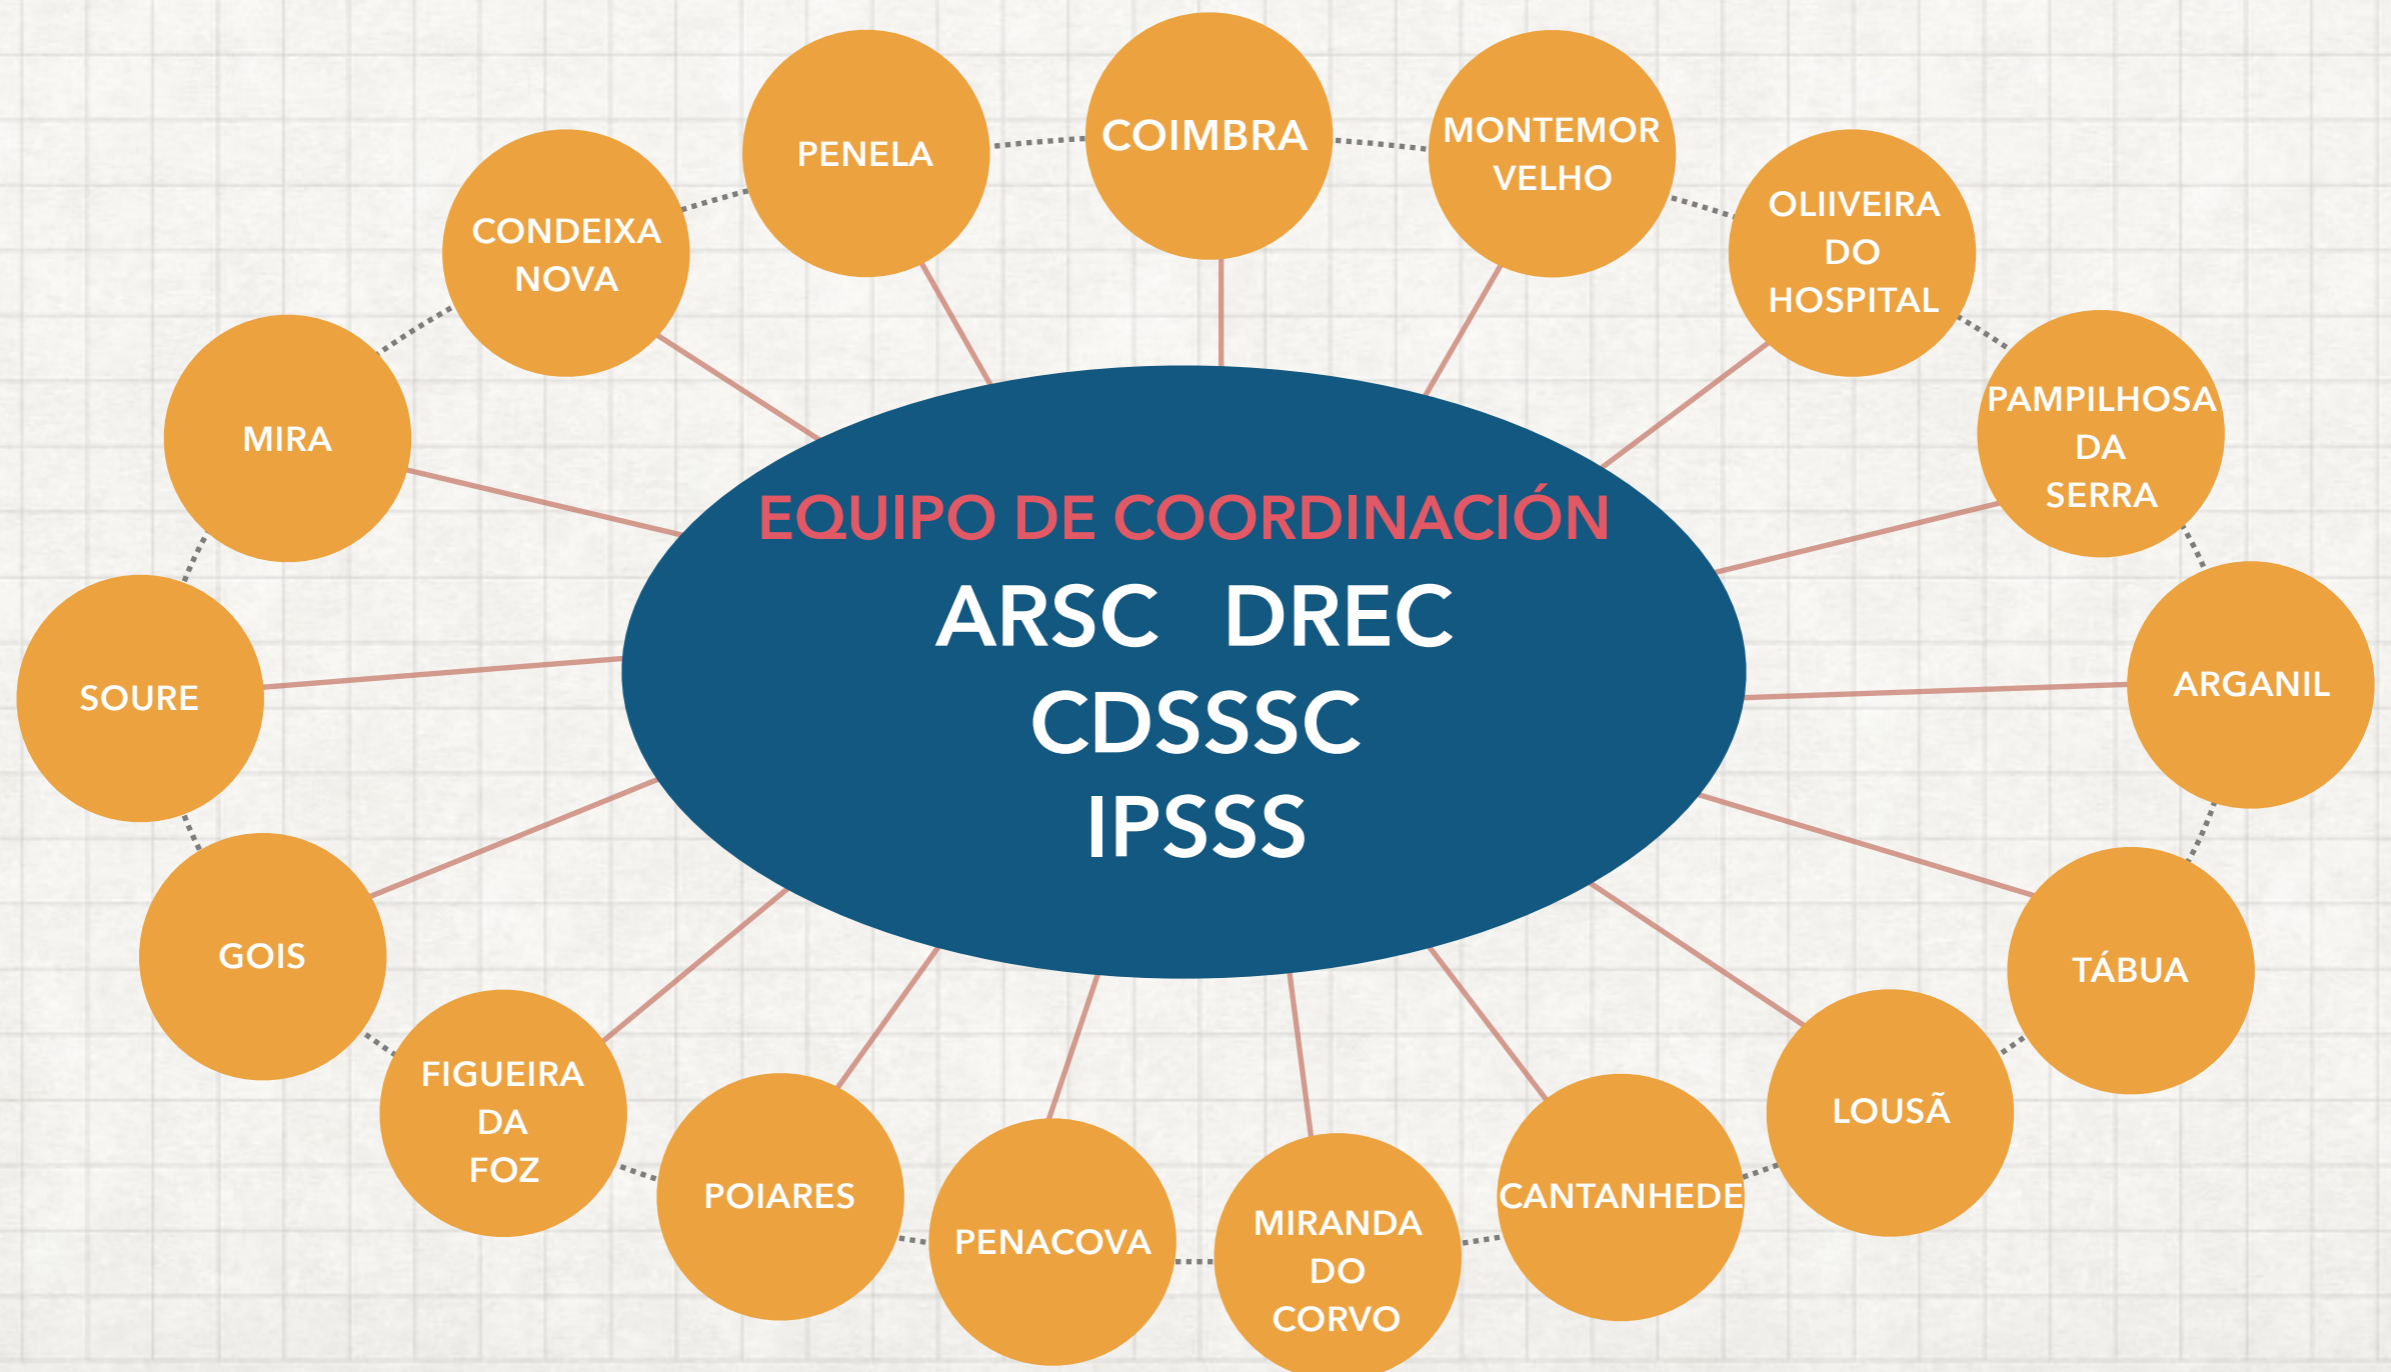 COIMBRA
MONTEMOR
VELHO
OLIIVEIRA
DO
HOSPITAL
PAMPILHOSA
DA
SERRA
ARGANIL
TÁBUA
LOUSÃ
CANTANHEDE
MIRANDA
DO
CORVO
PENACOVA
POIARES
FIGUEIRA
DA
FOZ
GOIS
SOURE
MIRA
CONDEIXA
NOVA
PENELA
EQUIPO DE COORDINACIÓN
ARSC DREC
CDSSSC
IPSSS